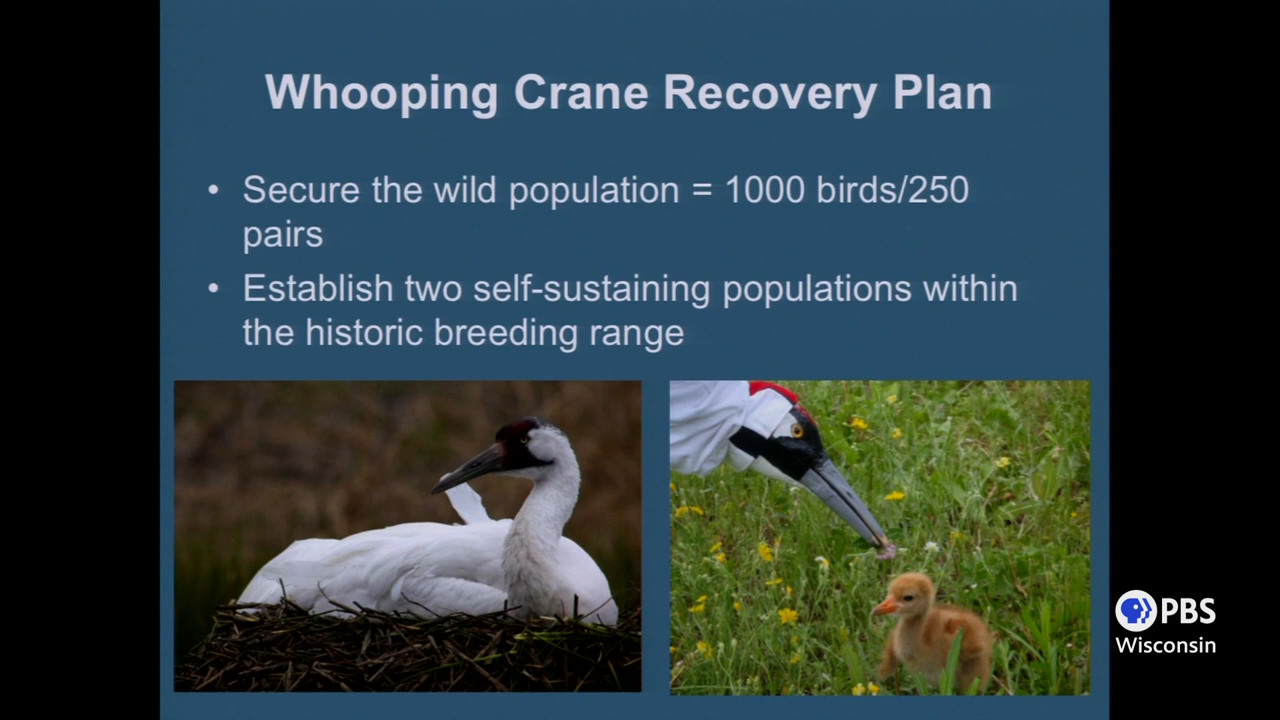 Whooping Crane Recovery Plan
• Secure the wild population = 1000 birds/250
pairs
• Establish two self-sustaining populations within
the historic breeding range
PBS
Wisconsin